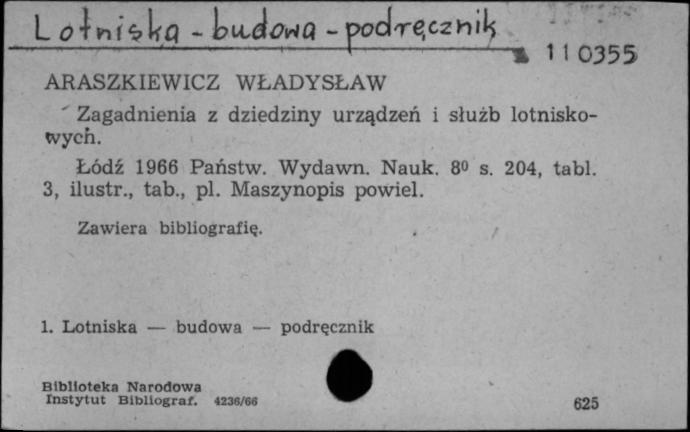 Lotniska - budowa - podręcznik
110355
ARASZKIEWICZ WŁADYSŁAW
Zagadnienia z dziedziny urządzeń i służb lotnisko-
wych.
Łódź 1966 Państw. Wydawn. Nauk. 8⁰ s. 204, tabl.
3, ilustr., tab., pl. Maszynopis powiel.
Zawiera bibliografię.
1. Lotniska — budowa — podręcznik
Biblioteka Narodowa
Instytut Bibliograf. 4236/66
625